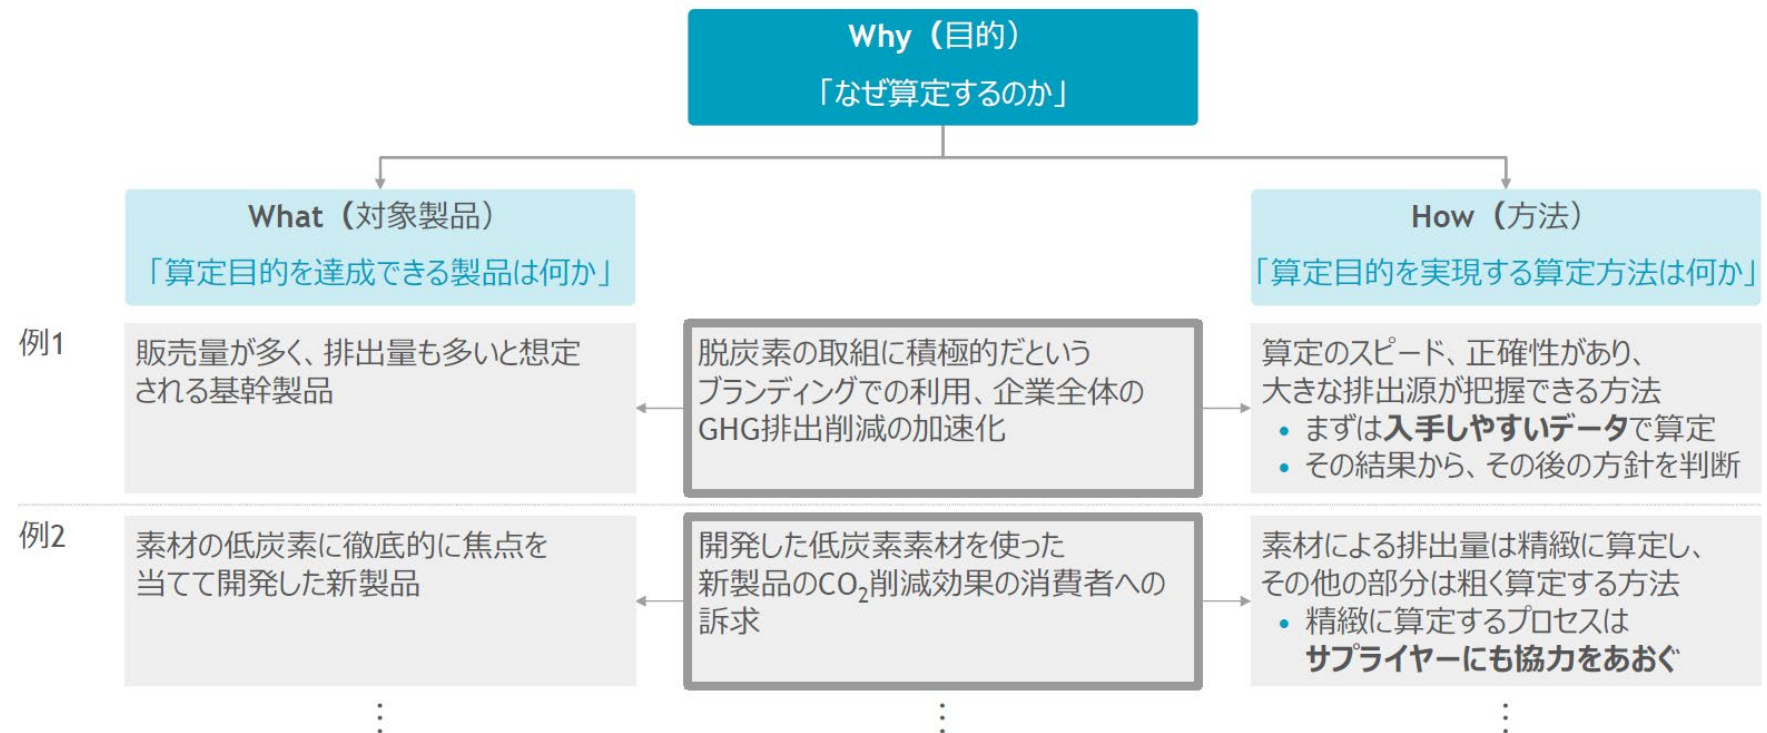 Why（目的）
「なぜ算定するのか」
What（対象製品）
「算定目的を達成できる製品は何か」
How（方法）
「算定目的を実現する算定方法は何か」
例1
販売量が多く、排出量も多いと想定
される基幹製品
脱炭素の取組に積極的だという
ブランディングでの利用、企業全体の
GHG排出削減の加速化
算定のスピード、正確性があり、
大きな排出源が把握できる方法
• まずは入手しやすいデータで算定
• その結果から、その後の方針を判断
例2
素材の低炭素に徹底的に焦点を
当てて開発した新製品
開発した低炭素素材を使った
新製品のCO₂削減効果の消費者への
訴求
素材による排出量は精緻に算定し、
その他の部分は粗く算定する方法
• 精緻に算定するプロセスは
サプライヤーにも協力をあおぐ
⋮
⋮
⋮